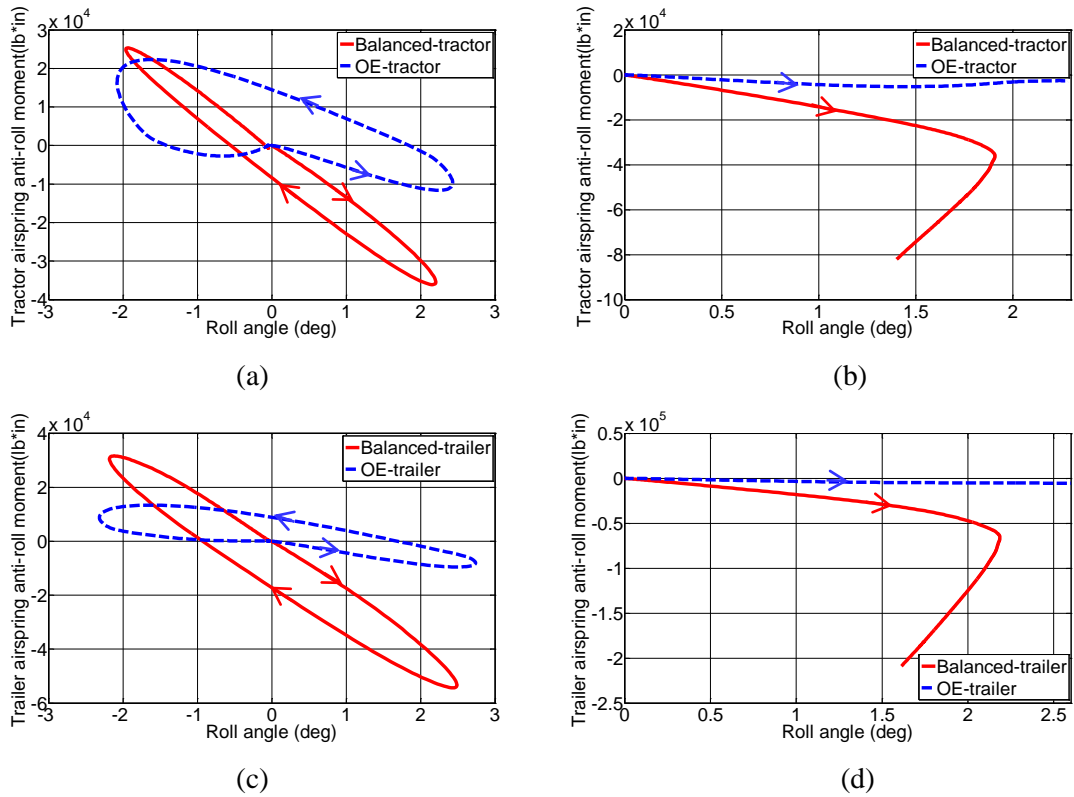 x 10^4
Tractor airspring anti-roll moment(lb*in)
3
2
1
0
-1
-2
-3
-4
-3
-2
-1
0
1
2
3
Roll angle (deg)
Balanced-tractor
OE-tractor
(a)
x 10^4
Tractor airspring anti-roll moment(lb*in)
2
0
-2
-4
-6
-8
-10
0
0.5
1
1.5
2
Roll angle (deg)
Balanced-tractor
OE-tractor
(b)
x 10^4
Trailer airspring anti-roll moment(lb*in)
4
2
0
-2
-4
-6
-3
-2
-1
0
1
2
3
Roll angle (deg)
Balanced-trailer
OE-trailer
(c)
x 10^5
Trailer airspring anti-roll moment(lb*in)
0.5
0
-0.5
-1
-1.5
-2
-2.5
0
0.5
1
1.5
2
2.5
Roll angle (deg)
Balanced-trailer
OE-trailer
(d)